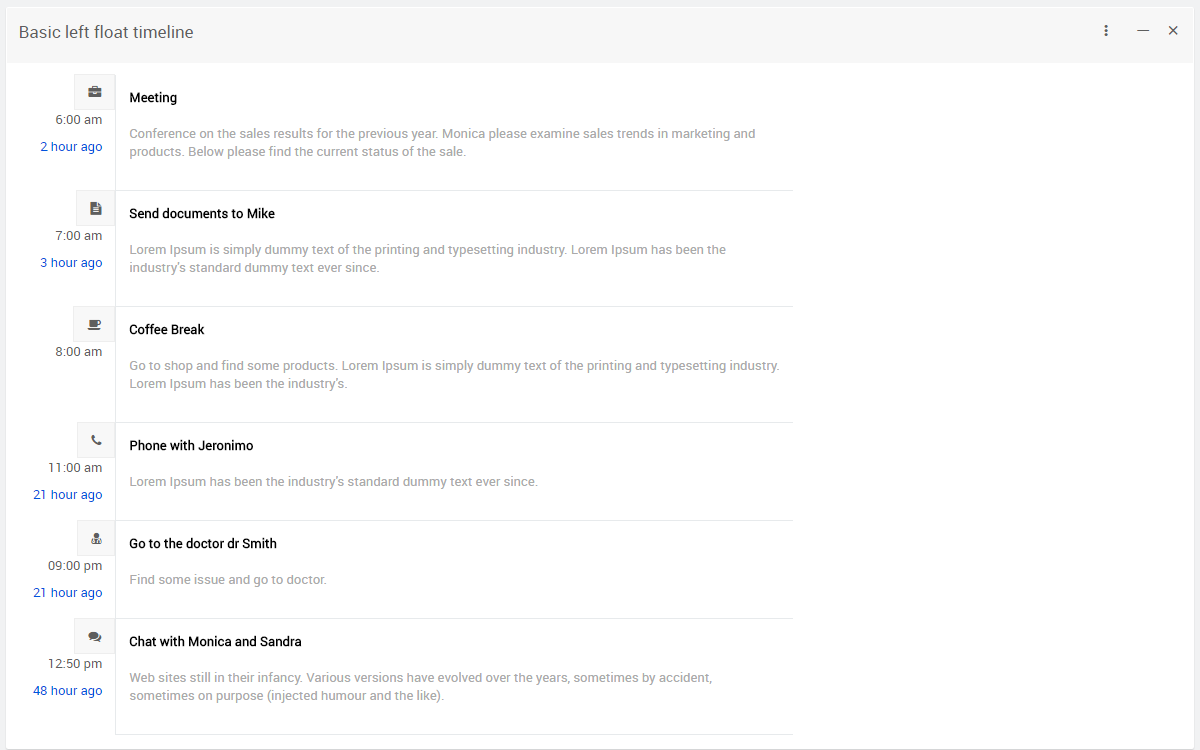 Basic left float timeline
6:00 am
2 hour ago
Meeting
Conference on the sales results for the previous year. Monica please examine sales trends in marketing and
products. Below please find the current status of the sale.
7:00 am
3 hour ago
Send documents to Mike
Lorem Ipsum is simply dummy text of the printing and typesetting industry. Lorem Ipsum has been the
industry's standard dummy text ever since.
8:00 am
Coffee Break
Go to shop and find some products. Lorem Ipsum is simply dummy text of the printing and typesetting industry.
Lorem Ipsum has been the industry's.
11:00 am
21 hour ago
Phone with Jeronimo
Lorem Ipsum has been the industry's standard dummy text ever since.
09:00 pm
21 hour ago
Go to the doctor dr Smith
Find some issue and go to doctor.
12:50 pm
48 hour ago
Chat with Monica and Sandra
Web sites still in their infancy. Various versions have evolved over the years, sometimes by accident,
sometimes on purpose (injected humour and the like).